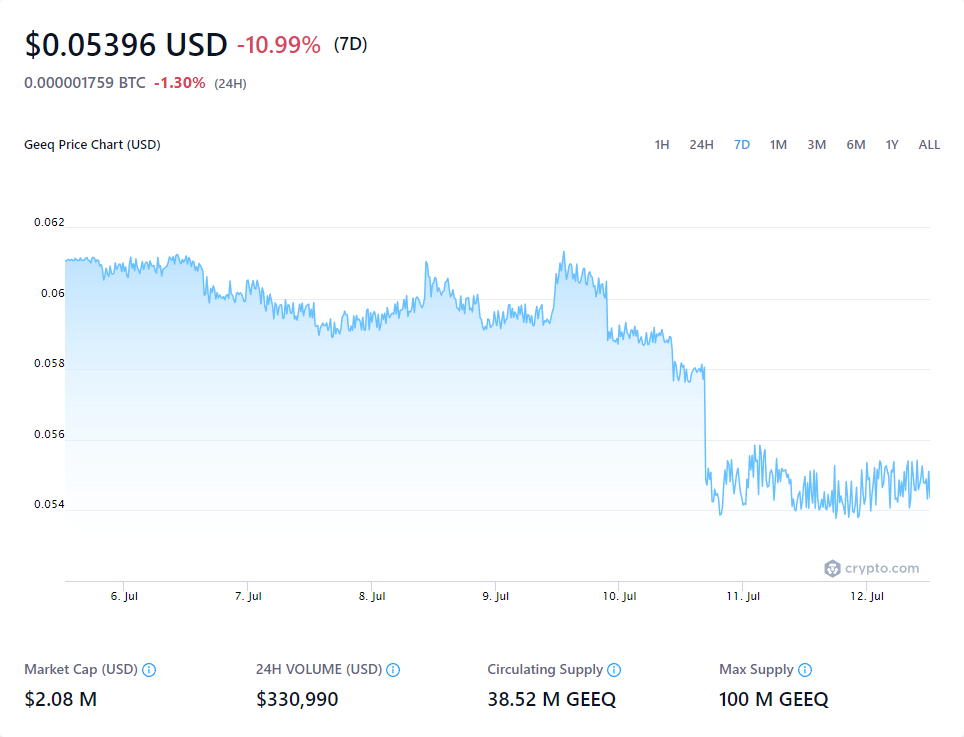 $0.05396 USD -10.99% (7D)
0.000001759 BTC -1.30% (24H)
Geeq Price Chart (USD) 1H 24H 7D 1M 3M 6M 1Y ALL
0.062
0.06
0.058
0.056
0.054
crypto.com
6. Jul 7. Jul 8. Jul 9. Jul 10. Jul 11. Jul 12. Jul
Market Cap (USD) 24H VOLUME (USD) Circulating Supply Max Supply
$2.08 M $330,990 38.52 M GEEQ 100 M GEEQ